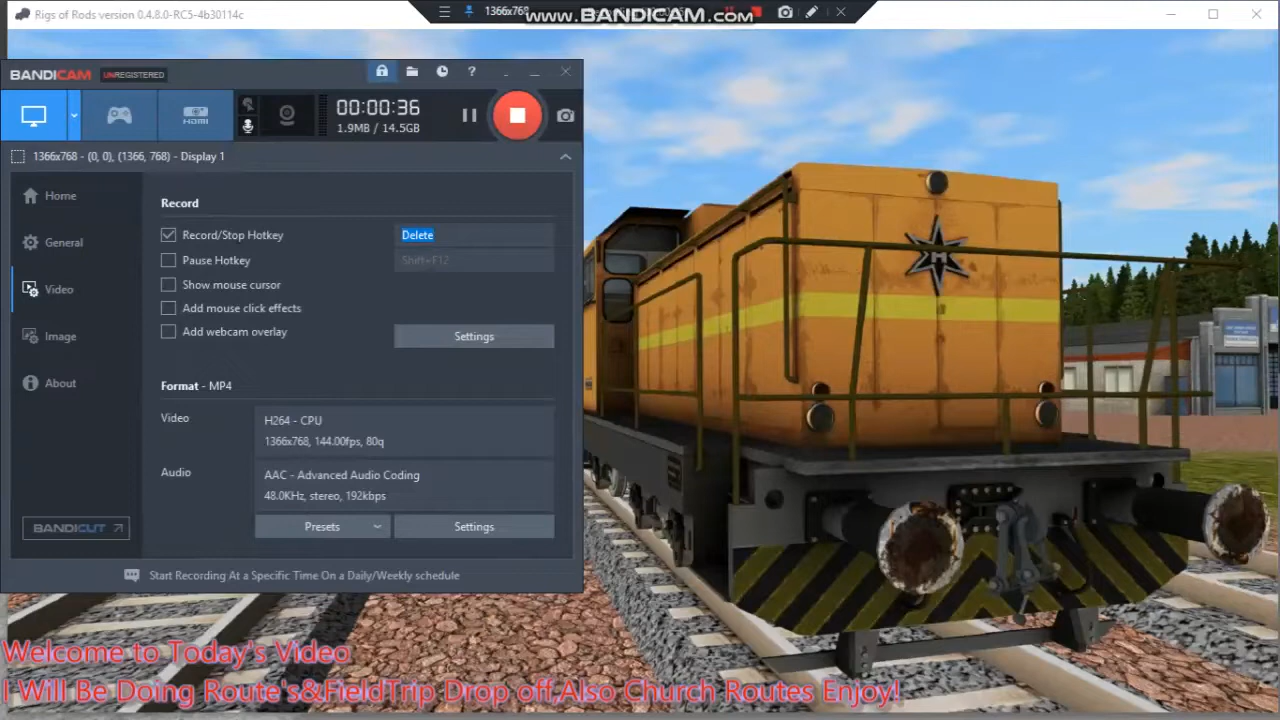 Rigs of Rods version 0.4.8.0-RC5-4b30114c
1366x768
www.BANDICAM.com
BANDICAM UNREGISTERED
HDMI
00:00:36
1.9MB / 14.5GB
1366x768 - (0, 0), (1366, 768) - Display 1
Home
General
Video
Image
About
BANDICUT
Record
Record/Stop Hotkey
Delete
Pause Hotkey
Shift+F12
Show mouse cursor
Add mouse click effects
Add webcam overlay
Settings
Format - MP4
Video
H264 - CPU
1366x768, 144.00fps, 80q
Audio
AAC - Advanced Audio Coding
48.0KHz, stereo, 192kbps
Presets
Settings
Start Recording At a Specific Time On a Daily/Weekly schedule
M
Welcome to Today's Video
I Will Be Doing Route's&FieldTrip Drop off,Also Church Routes Enjoy!